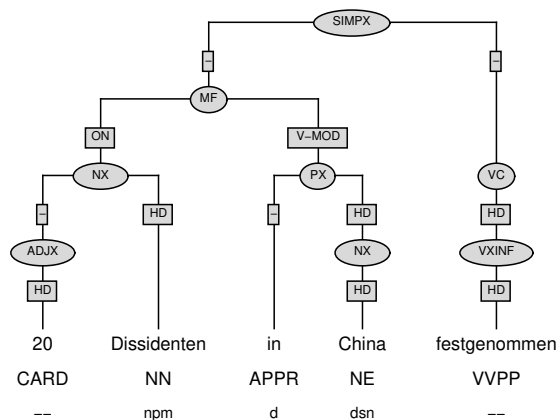 SIMPX
– –
MF
ON V–MOD
NX PX VC
– HD – HD HD
ADJX NX VXINF
HD HD HD
20 Dissidenten in China festgenommen
CARD NN APPR NE VVPP
–– npm d dsn ––